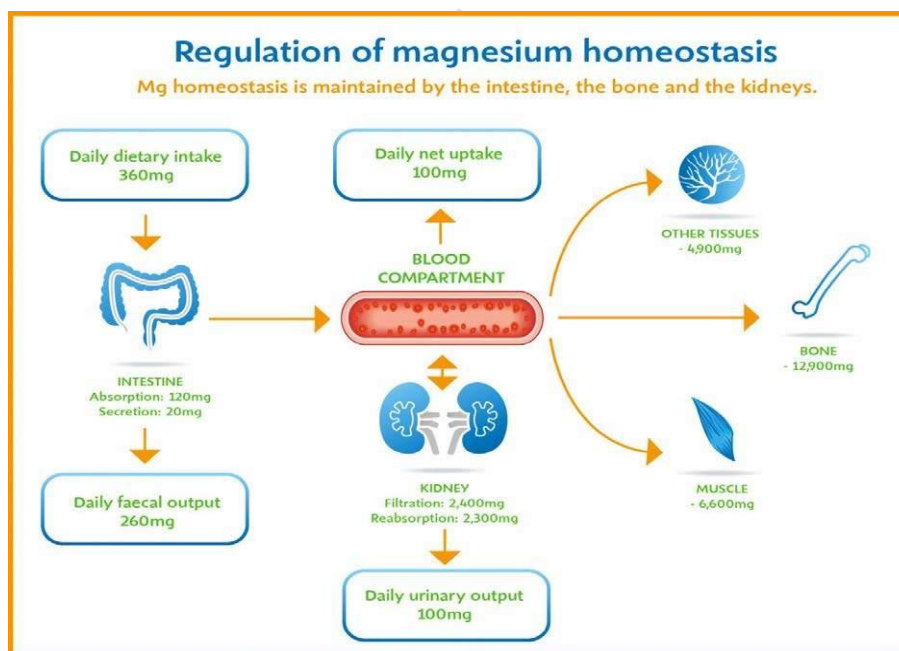 Regulation of magnesium homeostasis
Mg homeostasis is maintained by the intestine, the bone and the kidneys.
Daily dietary intake
360mg
Daily net uptake
100mg
OTHER TISSUES
- 4,900mg
BLOOD
COMPARTMENT
BONE
- 12,900mg
INTESTINE
Absorption: 120mg
Secretion: 20mg
KIDNEY
Filtration: 2,400mg
Reabsorption: 2,300mg
MUSCLE
- 6,600mg
Daily faecal output
260mg
Daily urinary output
100mg